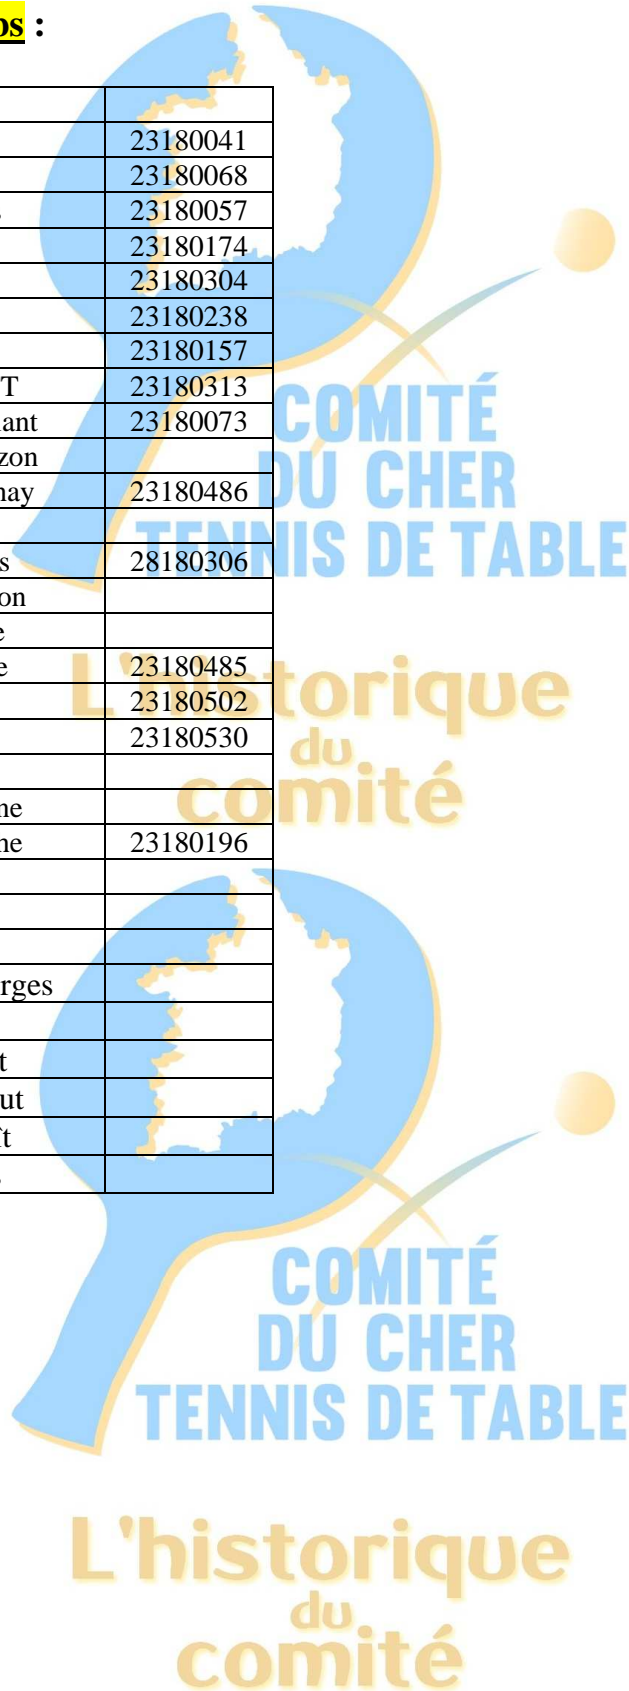 bs :
23180041
23180068
s 23180057
23180174
23180304
23180238
23180157
T 23180313
ant 23180073
zon
nay 23180486
s 28180306
on
e
e 23180485
23180502
23180530
ne
ne 23180196
rges
t
ut
ît
s
COMITÉ
DU CHER
TENNIS DE TABLE
L'historique
du
comité
COMITÉ
DU CHER
TENNIS DE TABLE
L'historique
du
comité